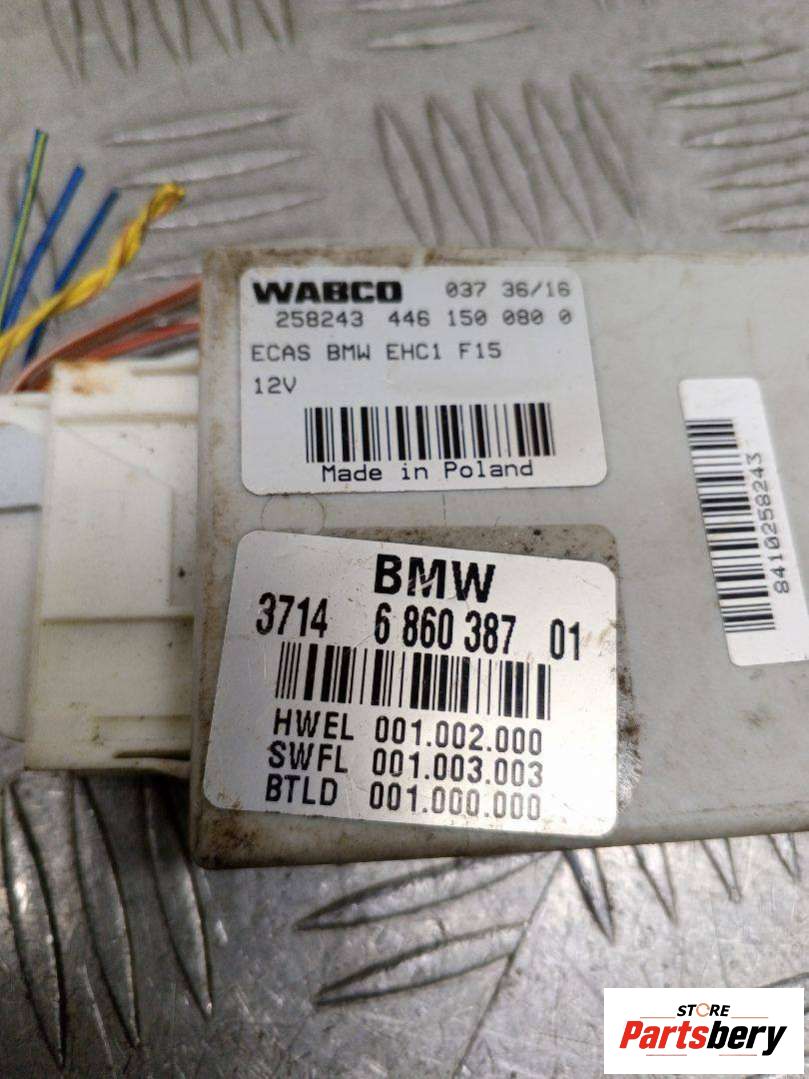 WABCO 037 36/16
258243 446 150 080 0
ECAS BMW EHC1 F15
12V
Made in Poland
8410258243
BMW
3714 6 860 387 01
HWEL 001.002.000
SWFL 001.003.003
BTLD 001.000.000
STORE
Partsbery